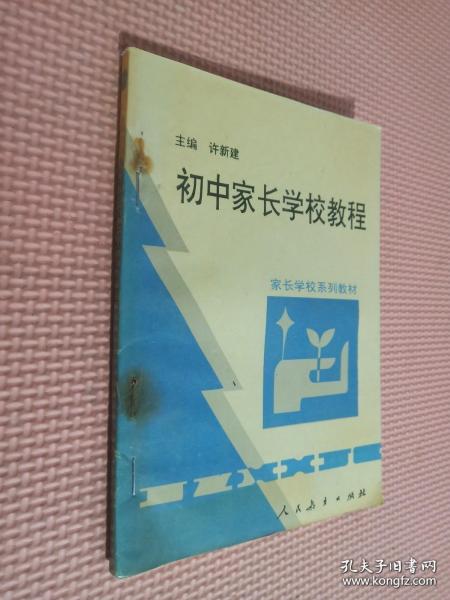 主编 许新建
初中家长学校教程
家长学校系列教材
人民教育出版社
孔夫子旧书网
www.kongfz.com